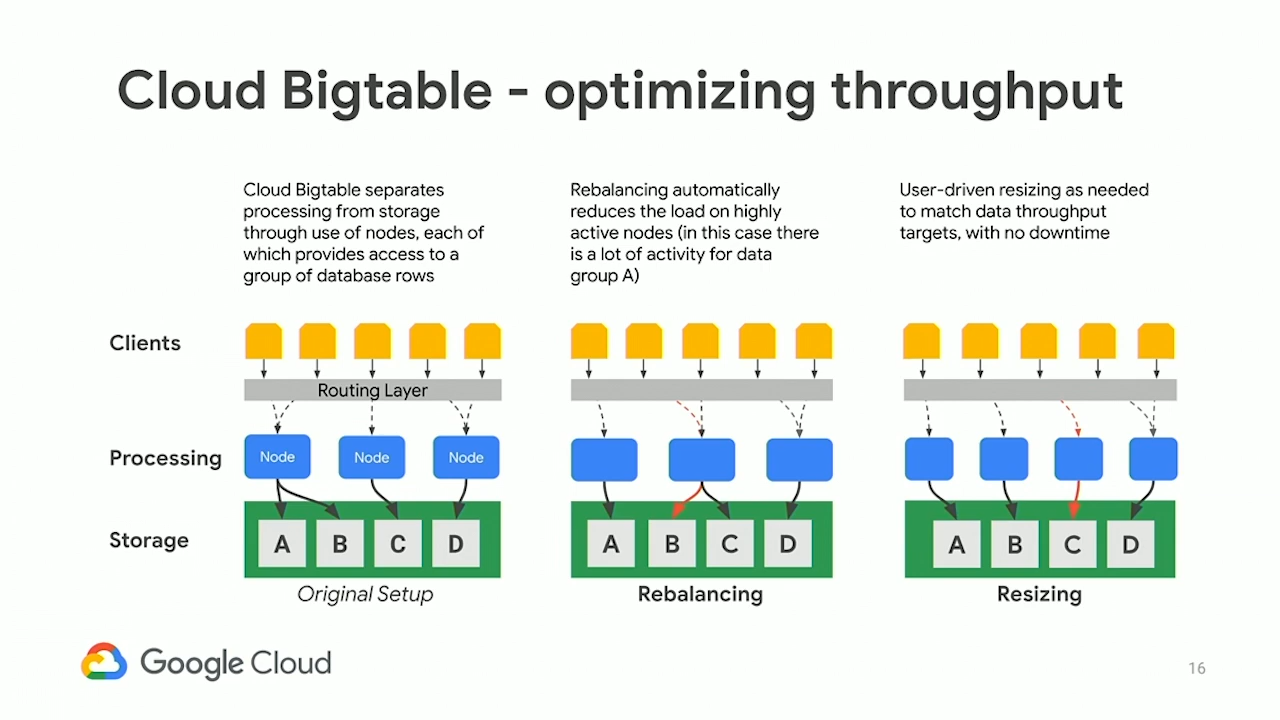 Cloud Bigtable - optimizing throughput
Cloud Bigtable separates
processing from storage
through use of nodes, each of
which provides access to a
group of database rows
Rebalancing automatically
reduces the load on highly
active nodes (in this case there
is a lot of activity for data
group A)
User-driven resizing as needed
to match data throughput
targets, with no downtime
Clients
Routing Layer
Processing
Node
Node
Node
Storage
A
B
C
D
A
B
C
D
A
B
C
D
Original Setup
Rebalancing
Resizing
Google Cloud
16